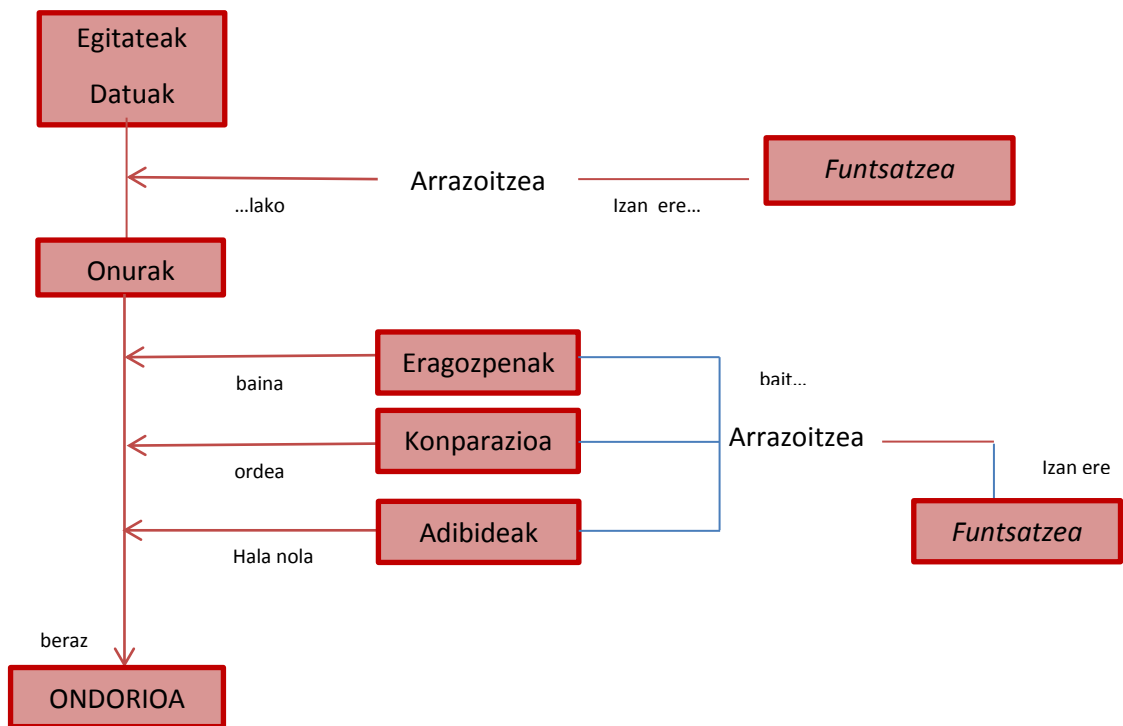 Egitateak
Datuak
Arrazoitzea
Funtsatzea
...lako
Izan ere...
Onurak
Eragozpenak
baina
bait...
Konparazioa
Arrazoitzea
ordea
Izan ere
Adibideak
Funtsatzea
Hala nola
beraz
ONDORIOA